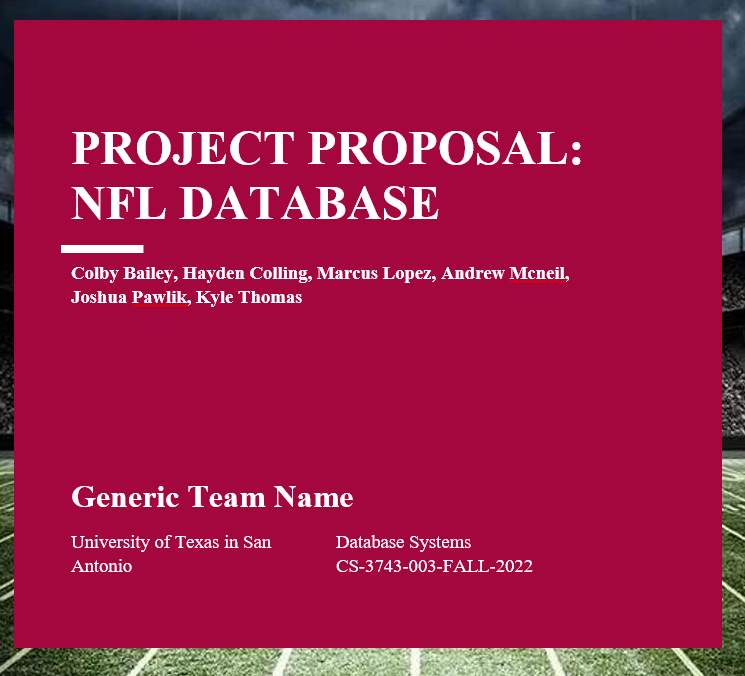 PROJECT PROPOSAL:
NFL DATABASE
Colby Bailey, Hayden Colling, Marcus Lopez, Andrew Mcneil,
Joshua Pawlik, Kyle Thomas
Generic Team Name
University of Texas in San
Antonio
Database Systems
CS-3743-003-FALL-2022